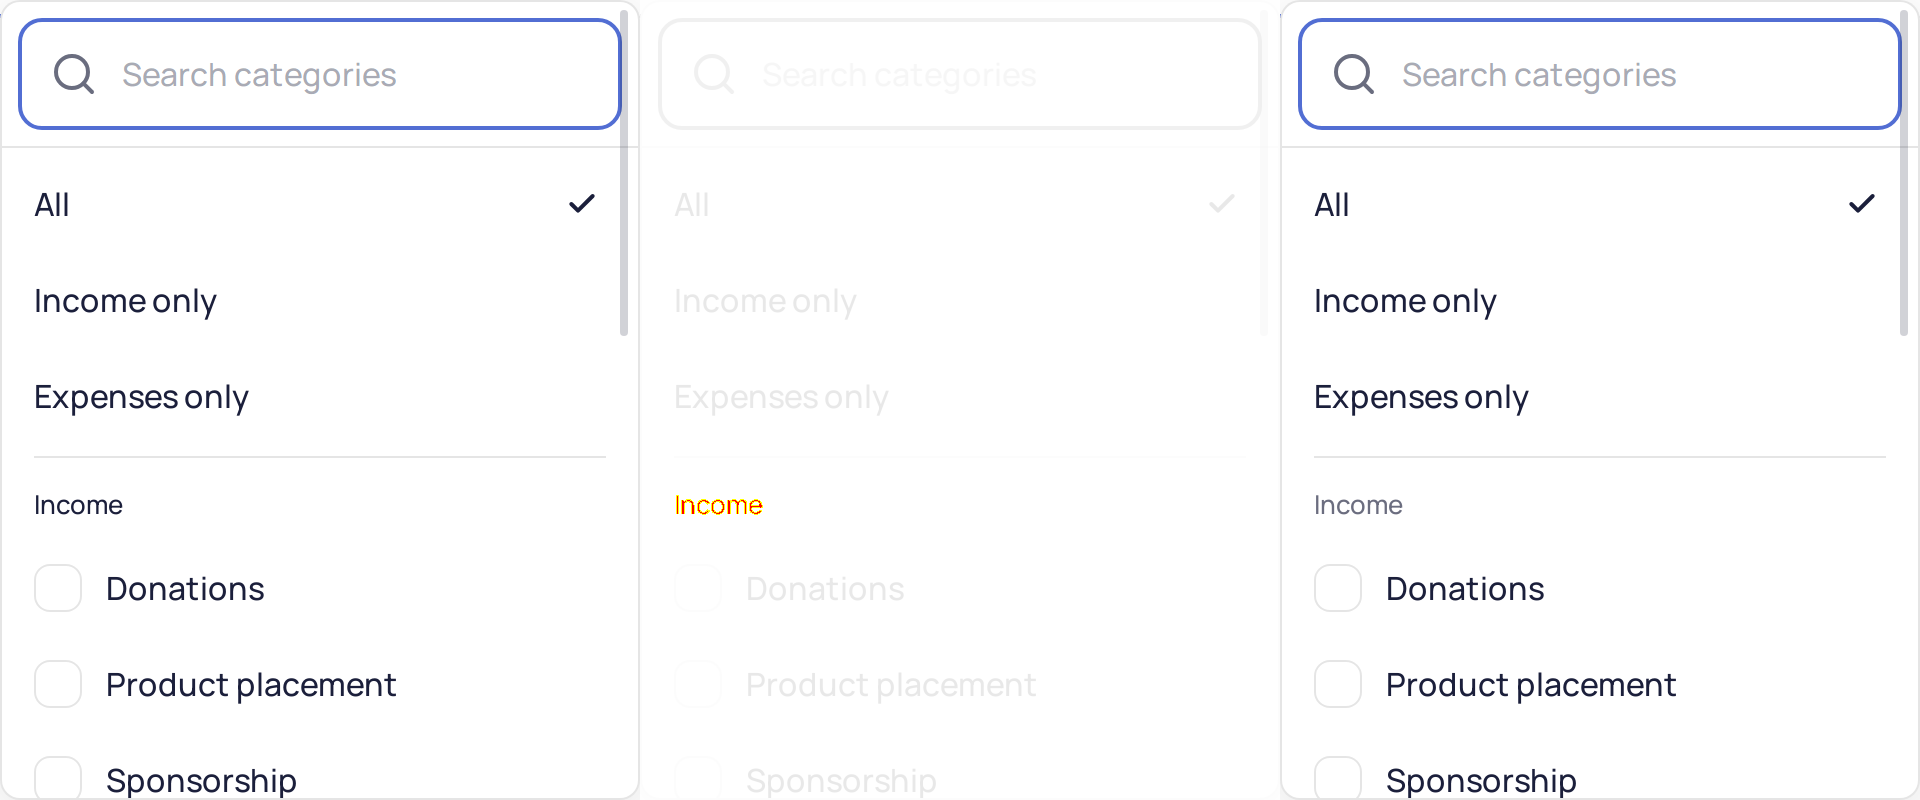 Search categories
All
Income only
Expenses only
Income
Donations
Product placement
Sponsorship
Search categories
All
Income only
Expenses only
Income
Donations
Product placement
Sponsorship
Search categories
All
Income only
Expenses only
Income
Donations
Product placement
Sponsorship